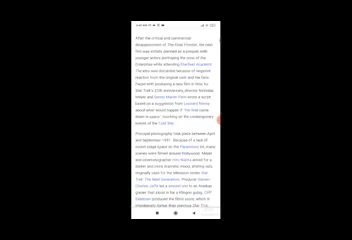 After the critical and commercial
disappointment of The Final Frontier, the next
film was initially planned as a prequel, with
younger actors portraying the crew of the
Enterprise while attending Starfleet Academy.
The idea was discarded because of negative
reaction from the original cast and the fans.
Faced with producing a new film in time for
Star Trek's 25th anniversary, director Nicholas
Meyer and Denny Martin Flinn wrote a script
based on a suggestion from Leonard Nimoy
about what would happen if "the Wall came
down in space", touching on the contemporary
events of the Cold War.
Principal photography took place between April
and September 1991. Because of a lack of
sound stage space on the Paramount lot, many
scenes were filmed around Hollywood. Meyer
and cinematographer Hiro Narita aimed for a
darker and more dramatic mood, altering sets
originally used for the television series Star
Trek: The Next Generation. Producer Steven-
Charles Jaffe led a second unit to an Alaskan
glacier that stood in for a Klingon gulag. Cliff
Eidelman produced the film's score, which is
intentionally darker than previous Star Trek